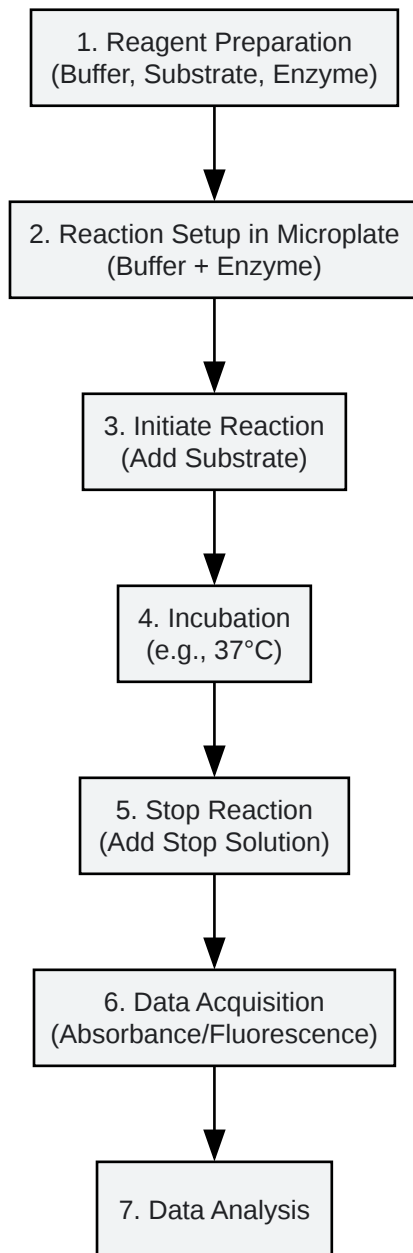 1. Reagent Preparation
(Buffer, Substrate, Enzyme)
2. Reaction Setup in Microplate
(Buffer + Enzyme)
3. Initiate Reaction
(Add Substrate)
4. Incubation
(e.g., 37°C)
5. Stop Reaction
(Add Stop Solution)
6. Data Acquisition
(Absorbance/Fluorescence)
7. Data Analysis